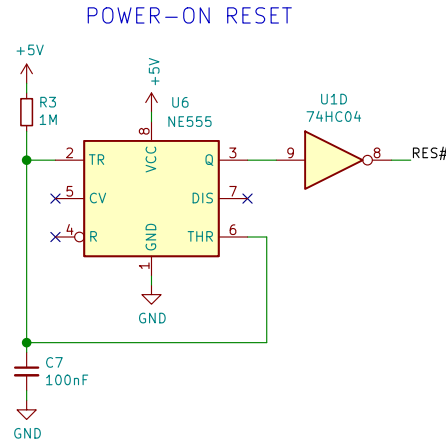 POWER-ON RESET
+5V
R3
1M
+5V
U6
NE555
8
VCC
2
TR
5
CV
4
R
Q
3
DIS
7
THR
6
GND
1
GND
U1D
74HC04
9
8
RES#
C7
100nF
GND